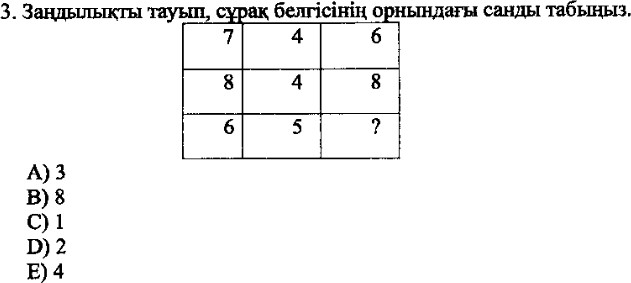 3. Заңдылықты тауып, сұрақ белгісінің орнындағы санды табыңыз.
7 4 6
8 4 8
6 5 ?
A) 3
B) 8
C) 1
D) 2
E) 4